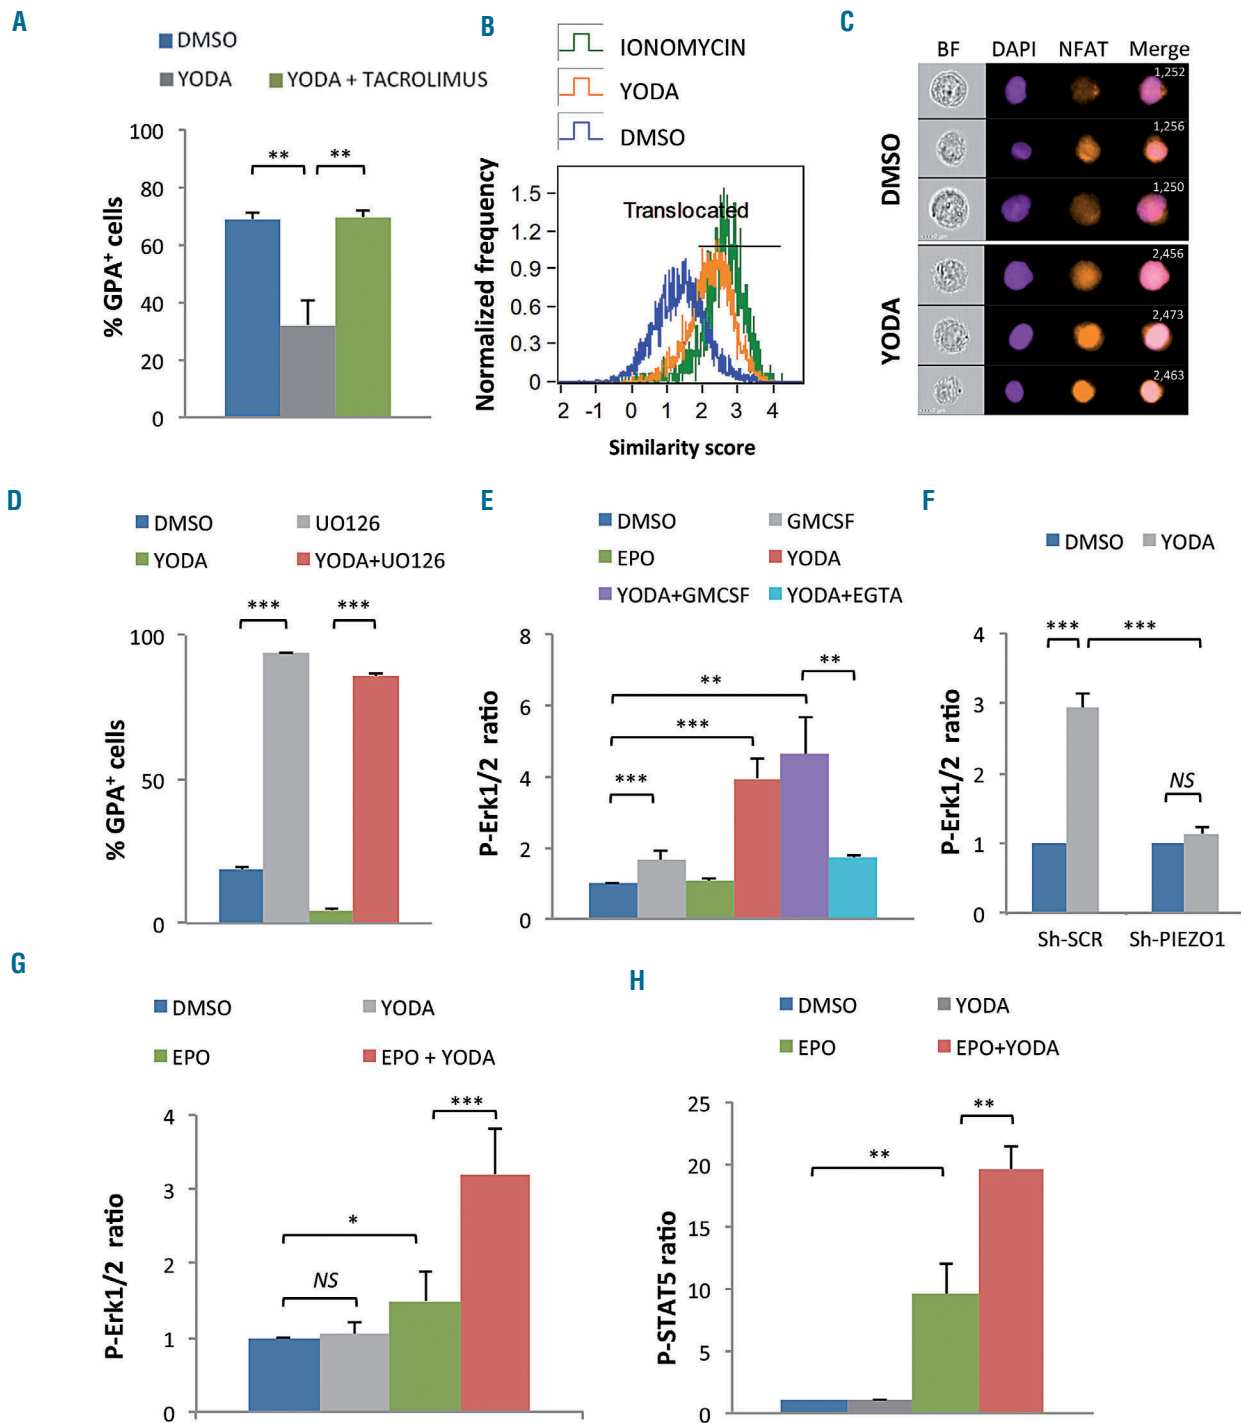 A
DMSO
YODA YODA + TACROLIMUS
% GPA⁺ cells
100
80
60
40
20
0
** **
B
IONOMYCIN
YODA
DMSO
Normalized frequency
1.5
1.2
0.9
0.6
0.3
0
Translocated
2 -1 0 1 2 3 4
Similarity score
C
BF DAPI NFAT Merge
DMSO
1,252
1,256
1,250
YODA
2,456
2,473
2,463
D
DMSO UO126
YODA YODA+UO126
% GPA⁺ cells
100
50
0
*** ***
E
DMSO GMCSF
EPO YODA
YODA+GMCSF YODA+EGTA
P-Erk1/2 ratio
8
6
4
2
0
**
**
***
***
F
DMSO YODA
P-Erk1/2 ratio
4
3
2
1
0
*** ***
NS
Sh-SCR Sh-PIEZO1
G
DMSO YODA
EPO EPO + YODA
P-Erk1/2 ratio
4
3
2
1
0
***
*
NS
H
DMSO YODA
EPO EPO+YODA
P-STAT5 ratio
25
20
15
10
5
0
**
**